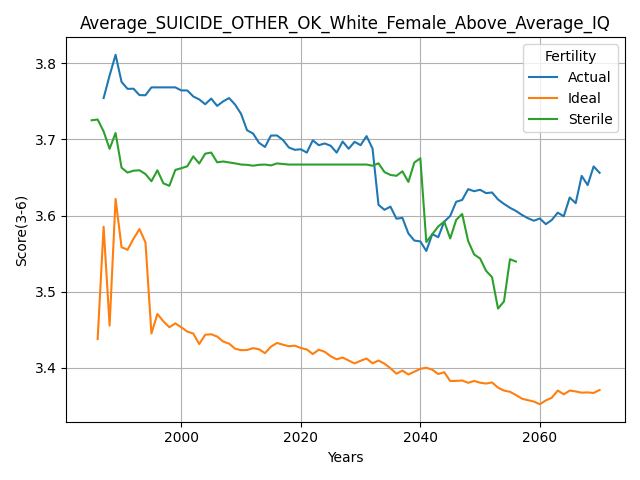 Average_SUICIDE_OTHER_OK_White_Female_Above_Average_IQ
Fertility
Actual
Ideal
Sterile
Score(3-6)
3.8
3.7
3.6
3.5
3.4
2000
2020
2040
2060
Years